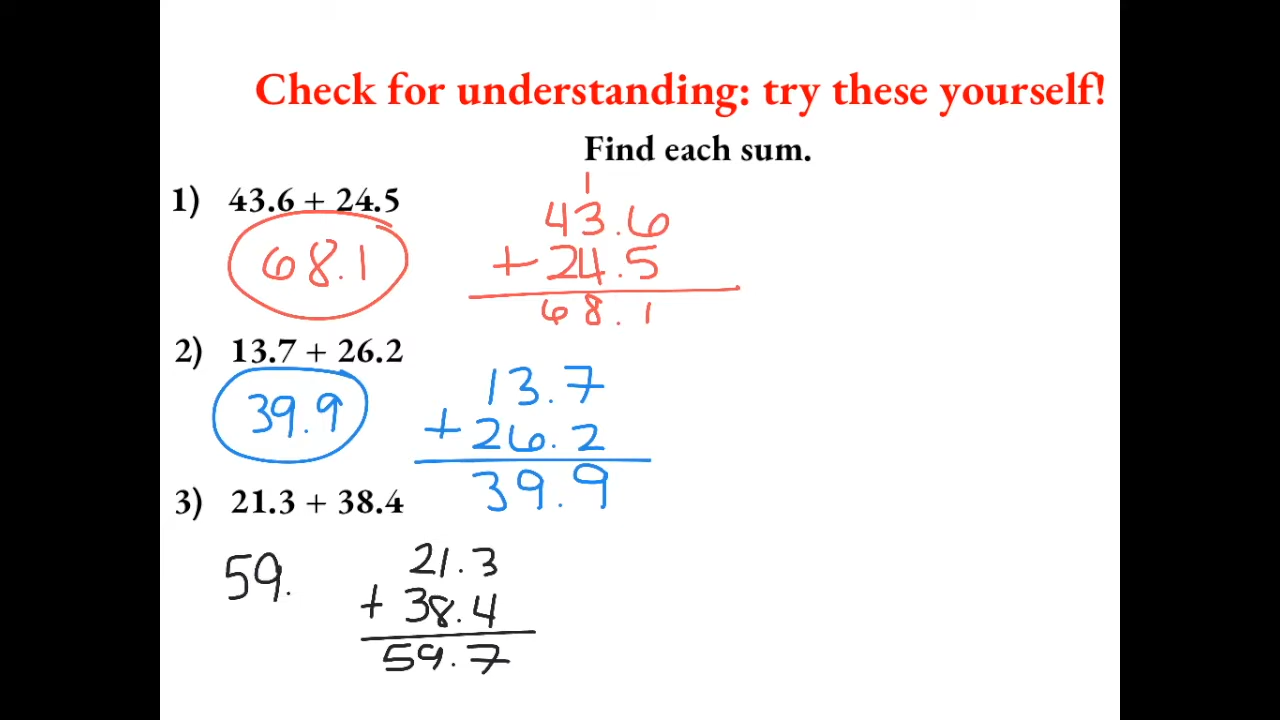 Check for understanding: try these yourself!
Find each sum.
1) 43.6 + 24.5
68.1
1
43.6
+ 24.5
68.1
2) 13.7 + 26.2
39.9
13.7
+ 26.2
39.9
3) 21.3 + 38.4
59.
21.3
+ 38.4
59.7